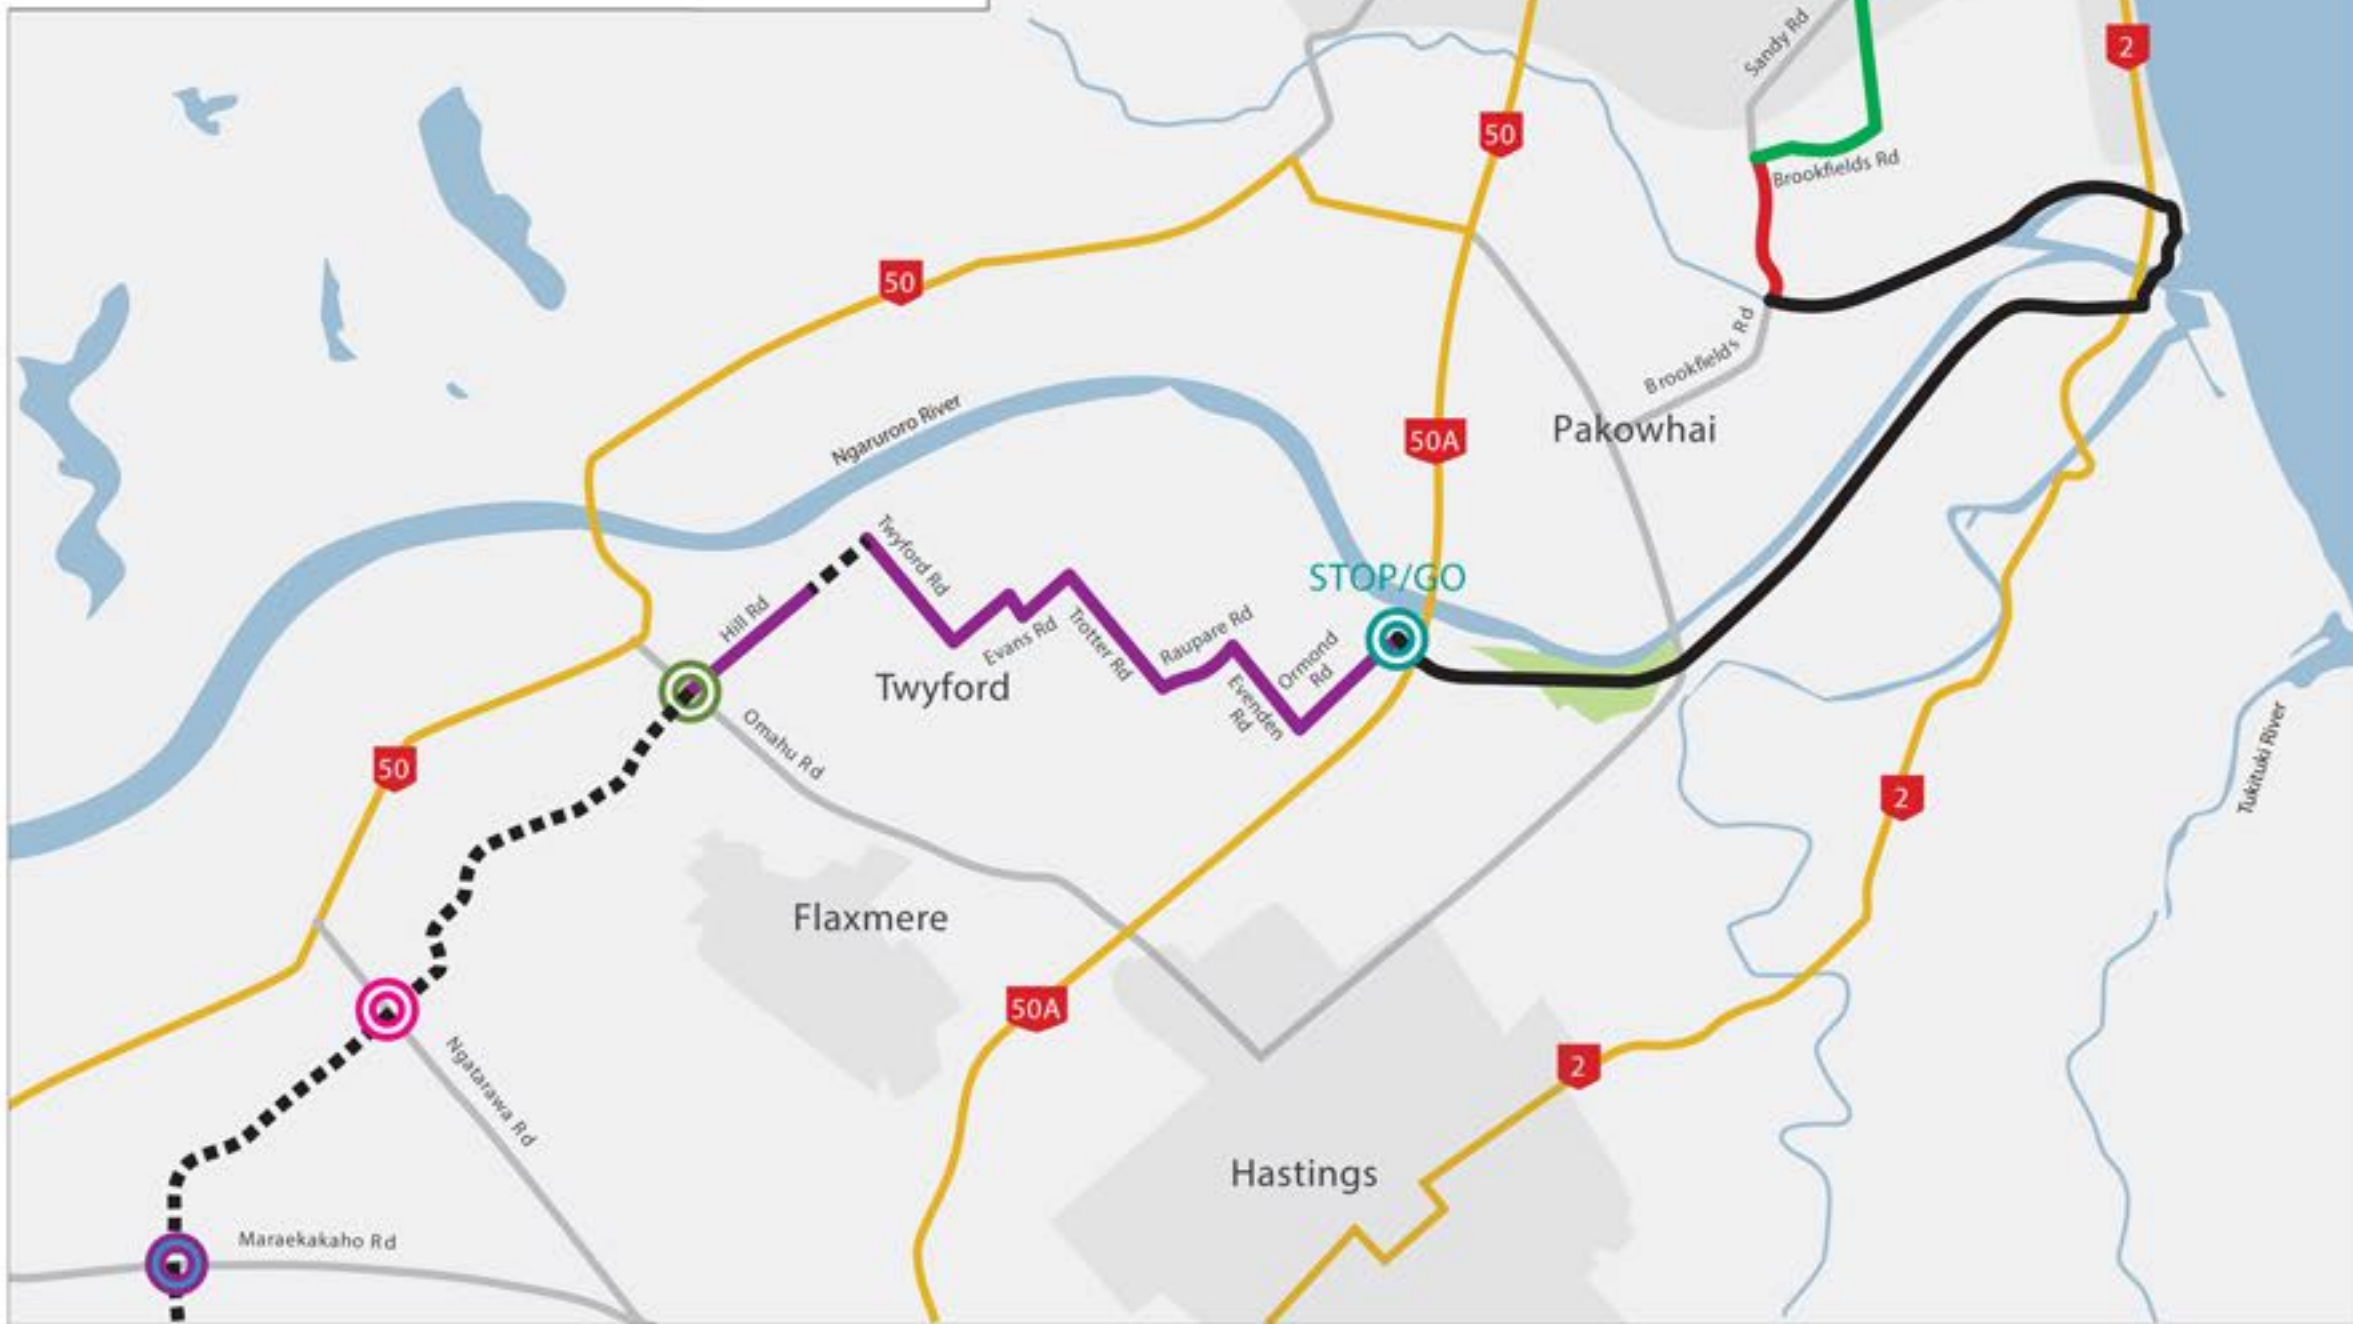 Sandy Rd
2
50
Brookfields Rd
50
Brookfields Rd
Ngaruroro River
50A
Pakowhai
Twyford Rd
STOP/GO
Hill Rd
Evans Rd
Trotter Rd
Raupare Rd
Ormond
Rd
Twyford
Evenden
Rd
Omahu Rd
50
Tukituki River
2
Flaxmere
50A
Ngatarawa Rd
2
Hastings
Maraekakaho Rd